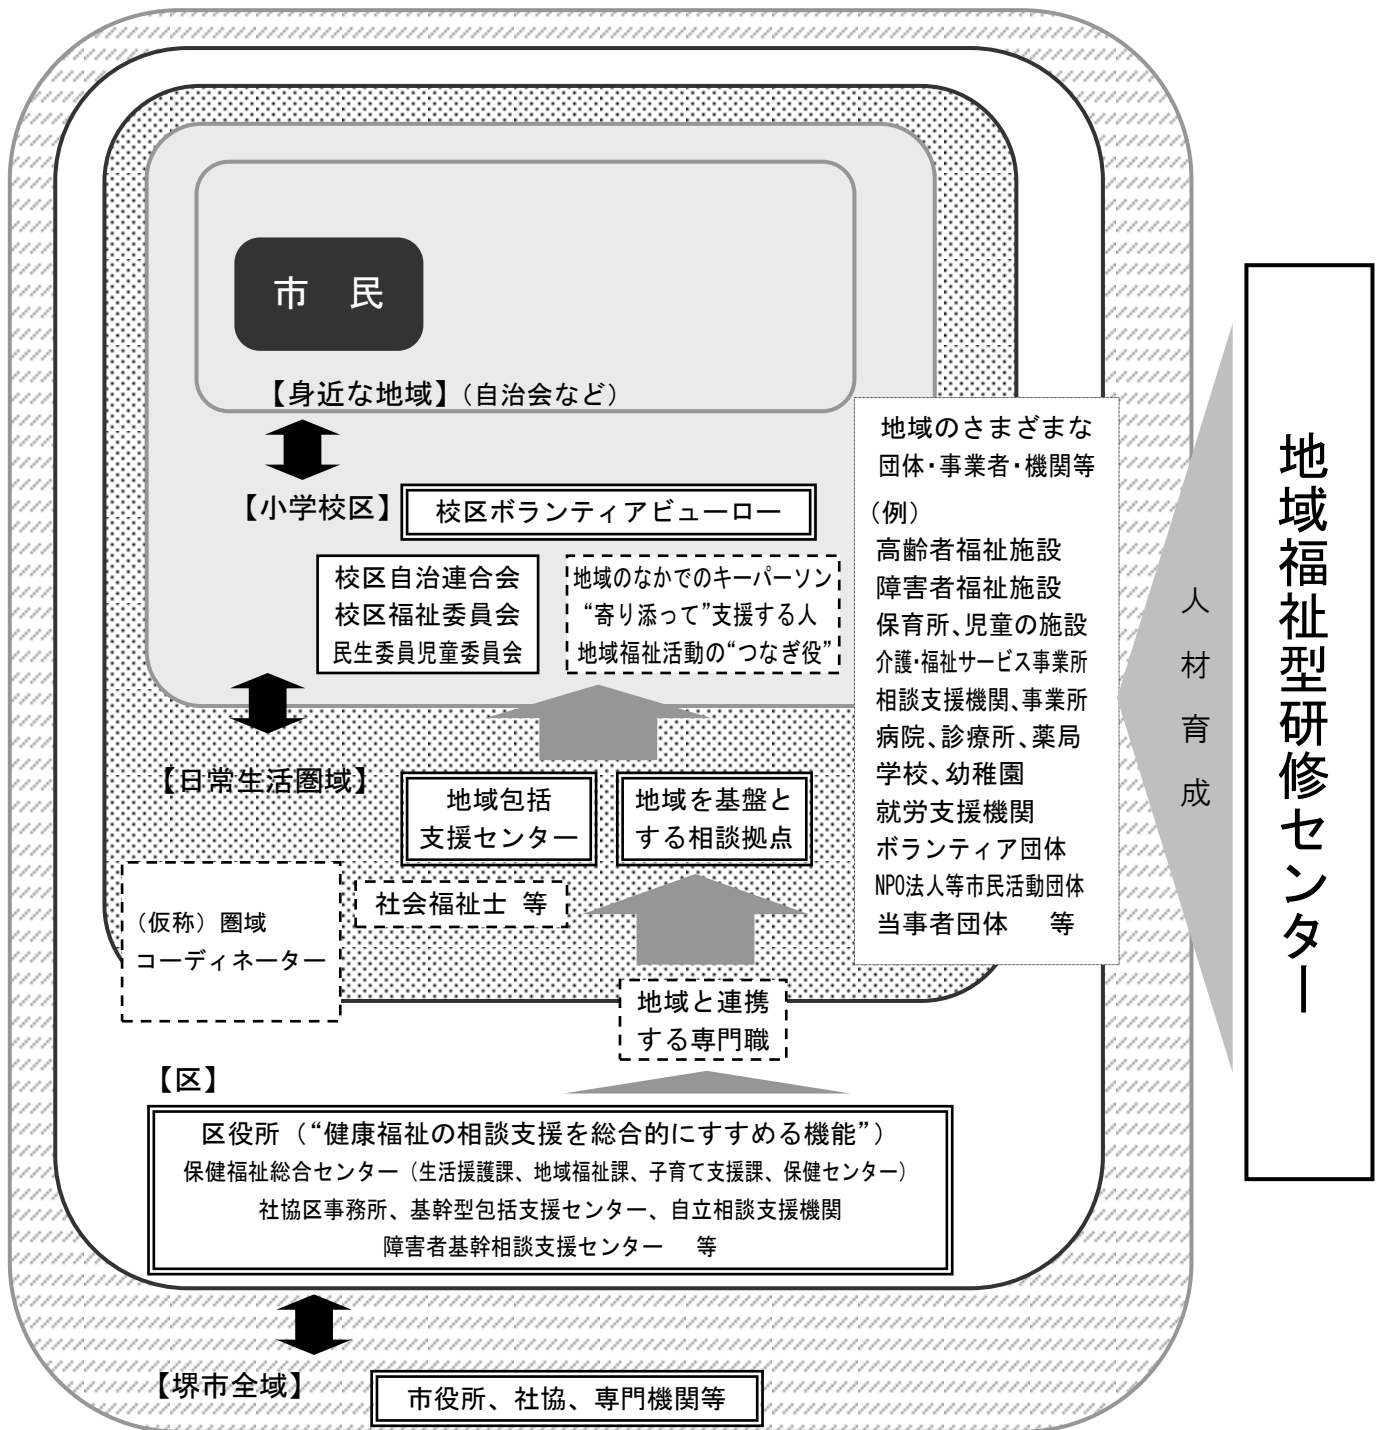 市　民
【身近な地域】（自治会など）
【小学校区】
校区ボランティアビューロー
校区自治連合会
校区福祉委員会
民生委員児童委員会
地域のなかでのキーパーソン
“寄り添って”支援する人
地域福祉活動の“つなぎ役”
【日常生活圏域】
地域包括
支援センター
地域を基盤と
する相談拠点
社会福祉士 等
（仮称）圏域
コーディネーター
地域と連携
する専門職
【区】
区役所（“健康福祉の相談支援を総合的にすすめる機能”）
保健福祉総合センター（生活援護課、地域福祉課、子育て支援課、保健センター）
社協区事務所、基幹型包括支援センター、自立相談支援機関
障害者基幹相談支援センター　等
【堺市全域】
市役所、社協、専門機関等
地域のさまざまな
団体・事業者・機関等
（例）
高齢者福祉施設
障害者福祉施設
保育所、児童の施設
介護・福祉サービス事業所
相談支援機関、事業所
病院、診療所、薬局
学校、幼稚園
就労支援機関
ボランティア団体
NPO法人等市民活動団体
当事者団体　等
人材育成
地域福祉型研修センター